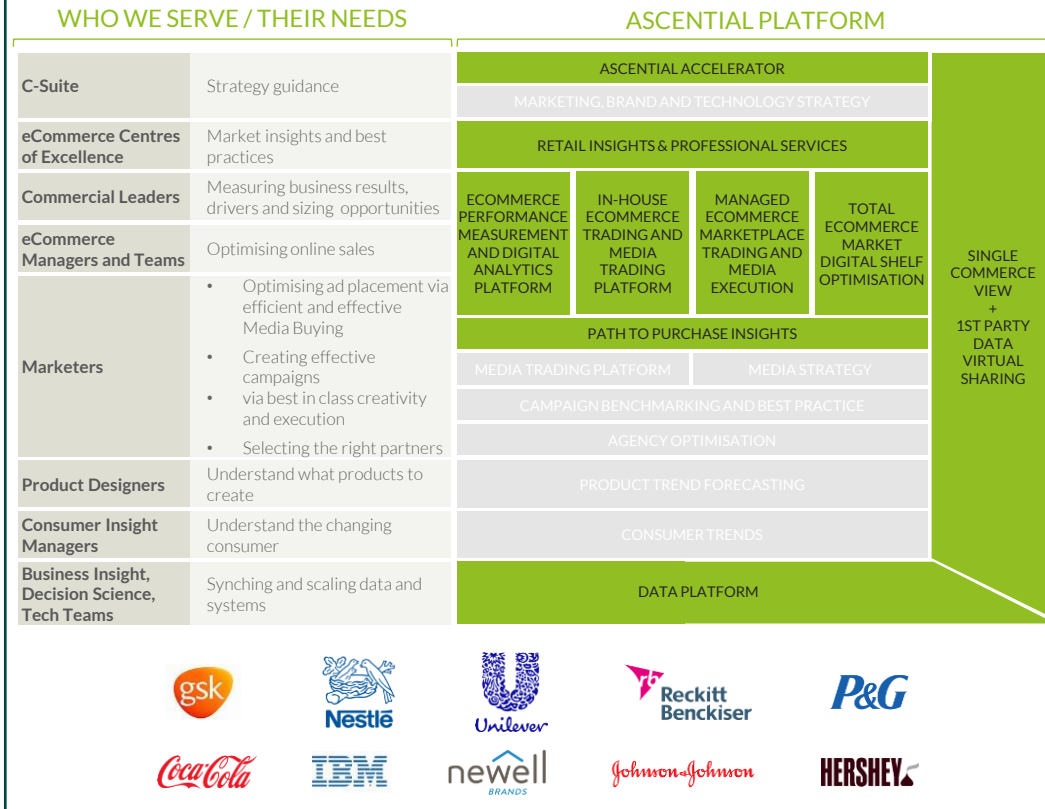 WHO WE SERVE / THEIR NEEDS
ASCENTIAL PLATFORM
C-Suite
Strategy guidance
ASCENTIAL ACCELERATOR
MARKETING, BRAND AND TECHNOLOGY STRATEGY
eCommerce Centres
of Excellence
Market insights and best
practices
RETAIL INSIGHTS & PROFESSIONAL SERVICES
Commercial Leaders
Measuring business results,
drivers and sizing opportunities
eCommerce
Managers and Teams
Optimising online sales
ECOMMERCE
PERFORMANCE
MEASUREMENT
AND DIGITAL
ANALYTICS
PLATFORM
IN-HOUSE
ECOMMERCE
TRADING AND
MEDIA
TRADING
PLATFORM
MANAGED
ECOMMERCE
MARKETPLACE
TRADING AND
MEDIA
EXECUTION
TOTAL
ECOMMERCE
MARKET
DIGITAL SHELF
OPTIMISATION
SINGLE
COMMERCE
VIEW
+
1ST PARTY
DATA
VIRTUAL
SHARING
Marketers
• Optimising ad placement via
efficient and effective
Media Buying
• Creating effective
campaigns
• via best in class creativity
and execution
• Selecting the right partners
PATH TO PURCHASE INSIGHTS
MEDIA TRADING PLATFORM
MEDIA STRATEGY
CAMPAIGN BENCHMARKING AND BEST PRACTICE
AGENCY OPTIMISATION
Product Designers
Understand what products to
create
PRODUCT TREND FORECASTING
Consumer Insight
Managers
Understand the changing
consumer
CONSUMER TRENDS
Business Insight,
Decision Science,
Tech Teams
Synching and scaling data and
systems
DATA PLATFORM
gsk
Nestlé
Unilever
Reckitt
Benckiser
P&G
Coca-Cola
IBM
newell
BRANDS
Johnson & Johnson
HERSHEY